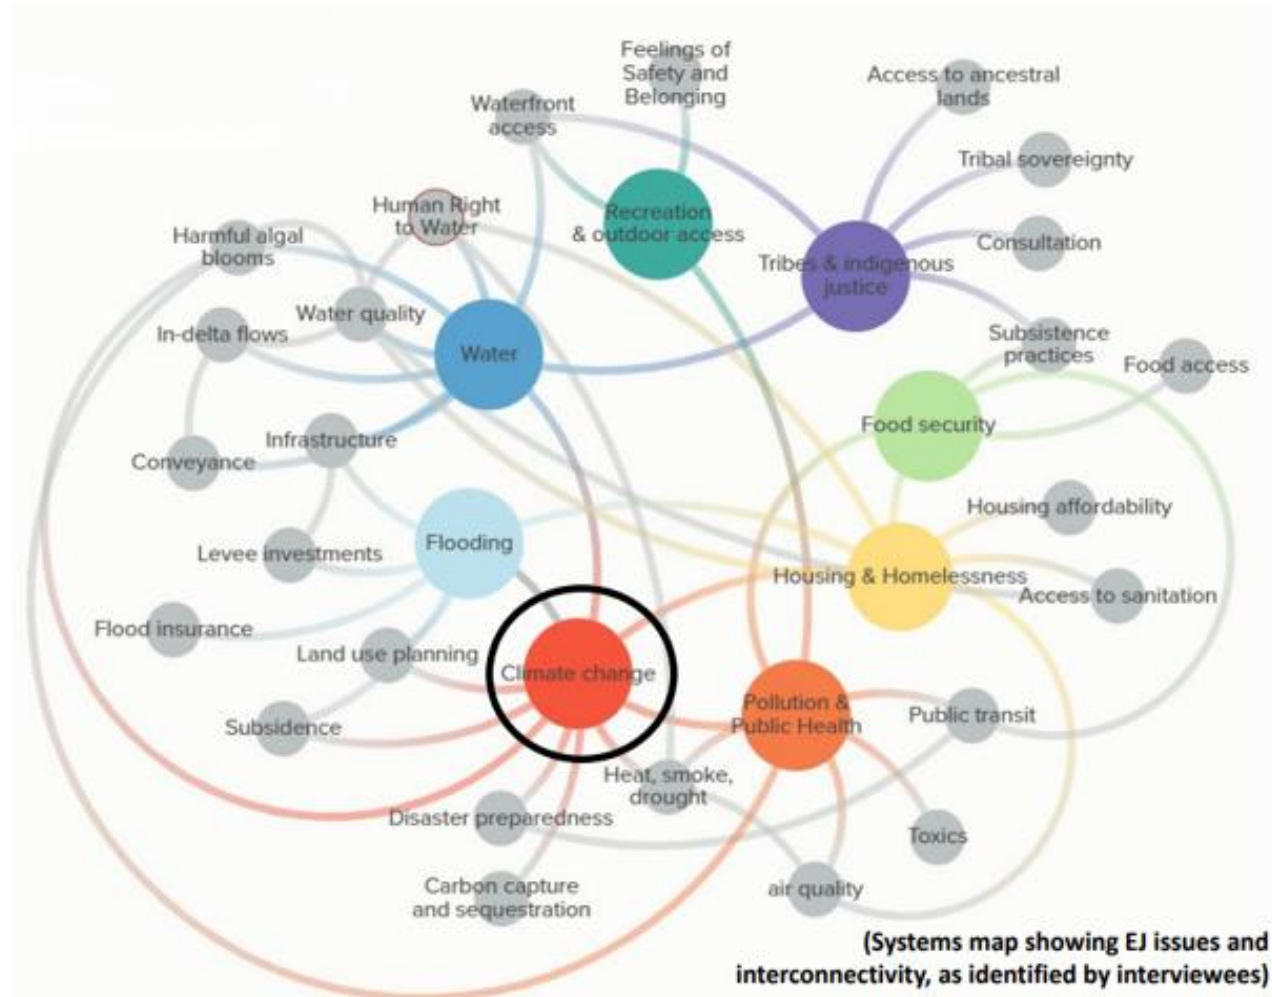 Feelings of
Safety and
Belonging
Waterfront
access
Access to ancestral
lands
Tribal sovereignty
Human Right
to Water
Recreation
& outdoor access
Harmful algal
blooms
Consultation
Tribes & indigenous
justice
Water quality
In-delta flows
Water
Subsistence
practices
Food access
Food security
Infrastructure
Conveyance
Housing affordability
Flooding
Levee investments
Housing & Homelessness
Access to sanitation
Flood insurance
Land use planning
Climate change
Pollution &
Public Health
Public transit
Subsidence
Heat, smoke,
drought
Disaster preparedness
Toxics
Carbon capture
and sequestration
air quality
(Systems map showing EJ issues and
interconnectivity, as identified by interviewees)